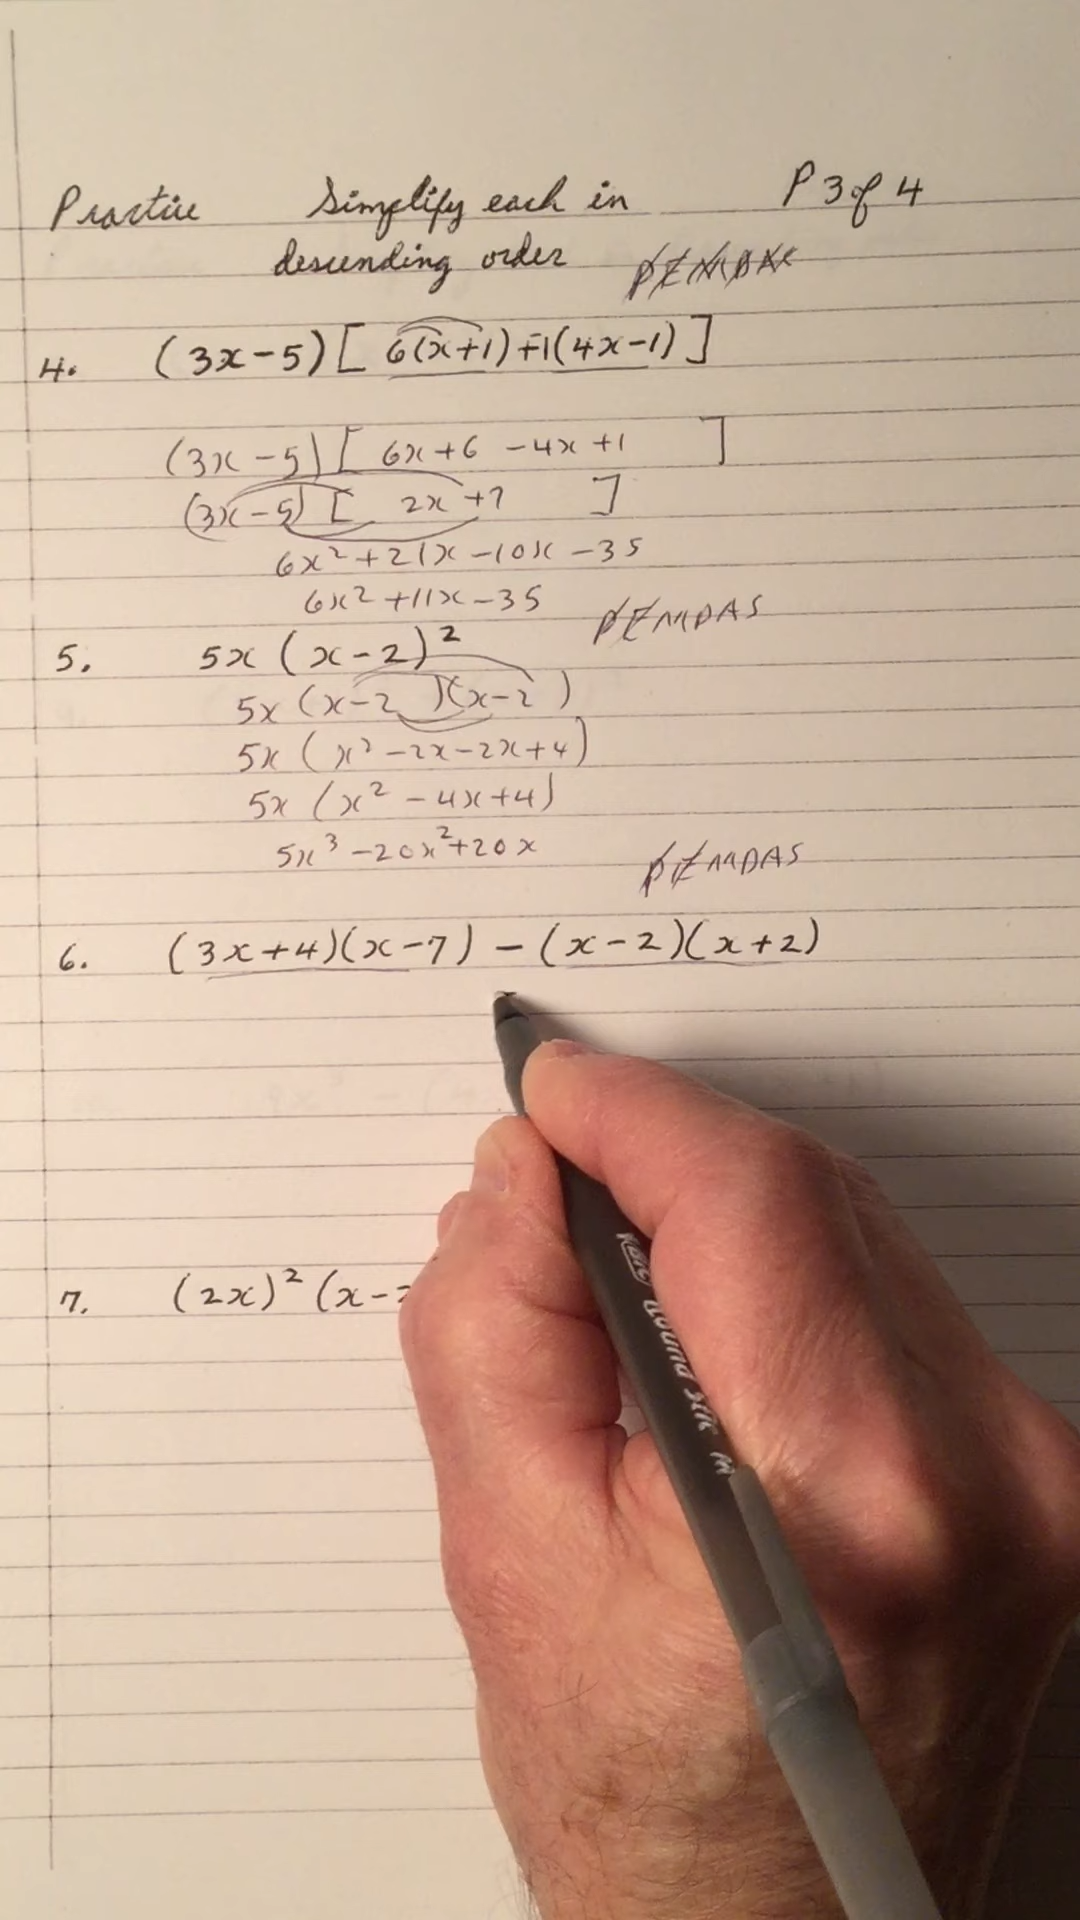 Practice Simplify each in P 3 of 4
descending order PEMDAS
4. (3x-5)[ 6(x+1)+-1(4x-1) ]
(3x-5)[ 6x+6 -4x+1 ]
(3x-5)[ 2x+7 ]
6x²+21x-10x-35
6x²+11x-35 PEMDAS
5. 5x(x-2)²
5x(x-2)(x-2)
5x(x²-2x-2x+4)
5x(x²-4x+4)
5x³-20x²+20x PEMDAS
6. (3x+4)(x-7) - (x-2)(x+2)
7. (2x)²(x-
Round Stic M